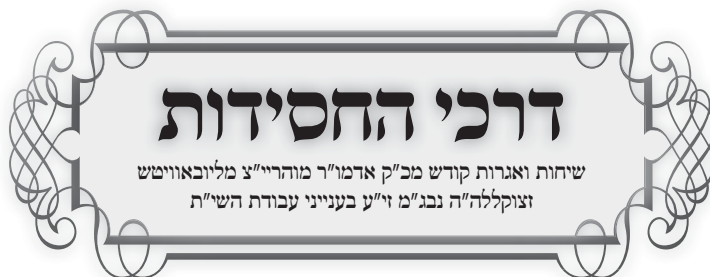 דרכי החסידות
שיחות ואגרות קודש מכ"ק אדמו"ר מוהריי"צ מליובאוויטש
זצוקללה"ה נבג"מ זי"ע בענייני עבודת השי"ת